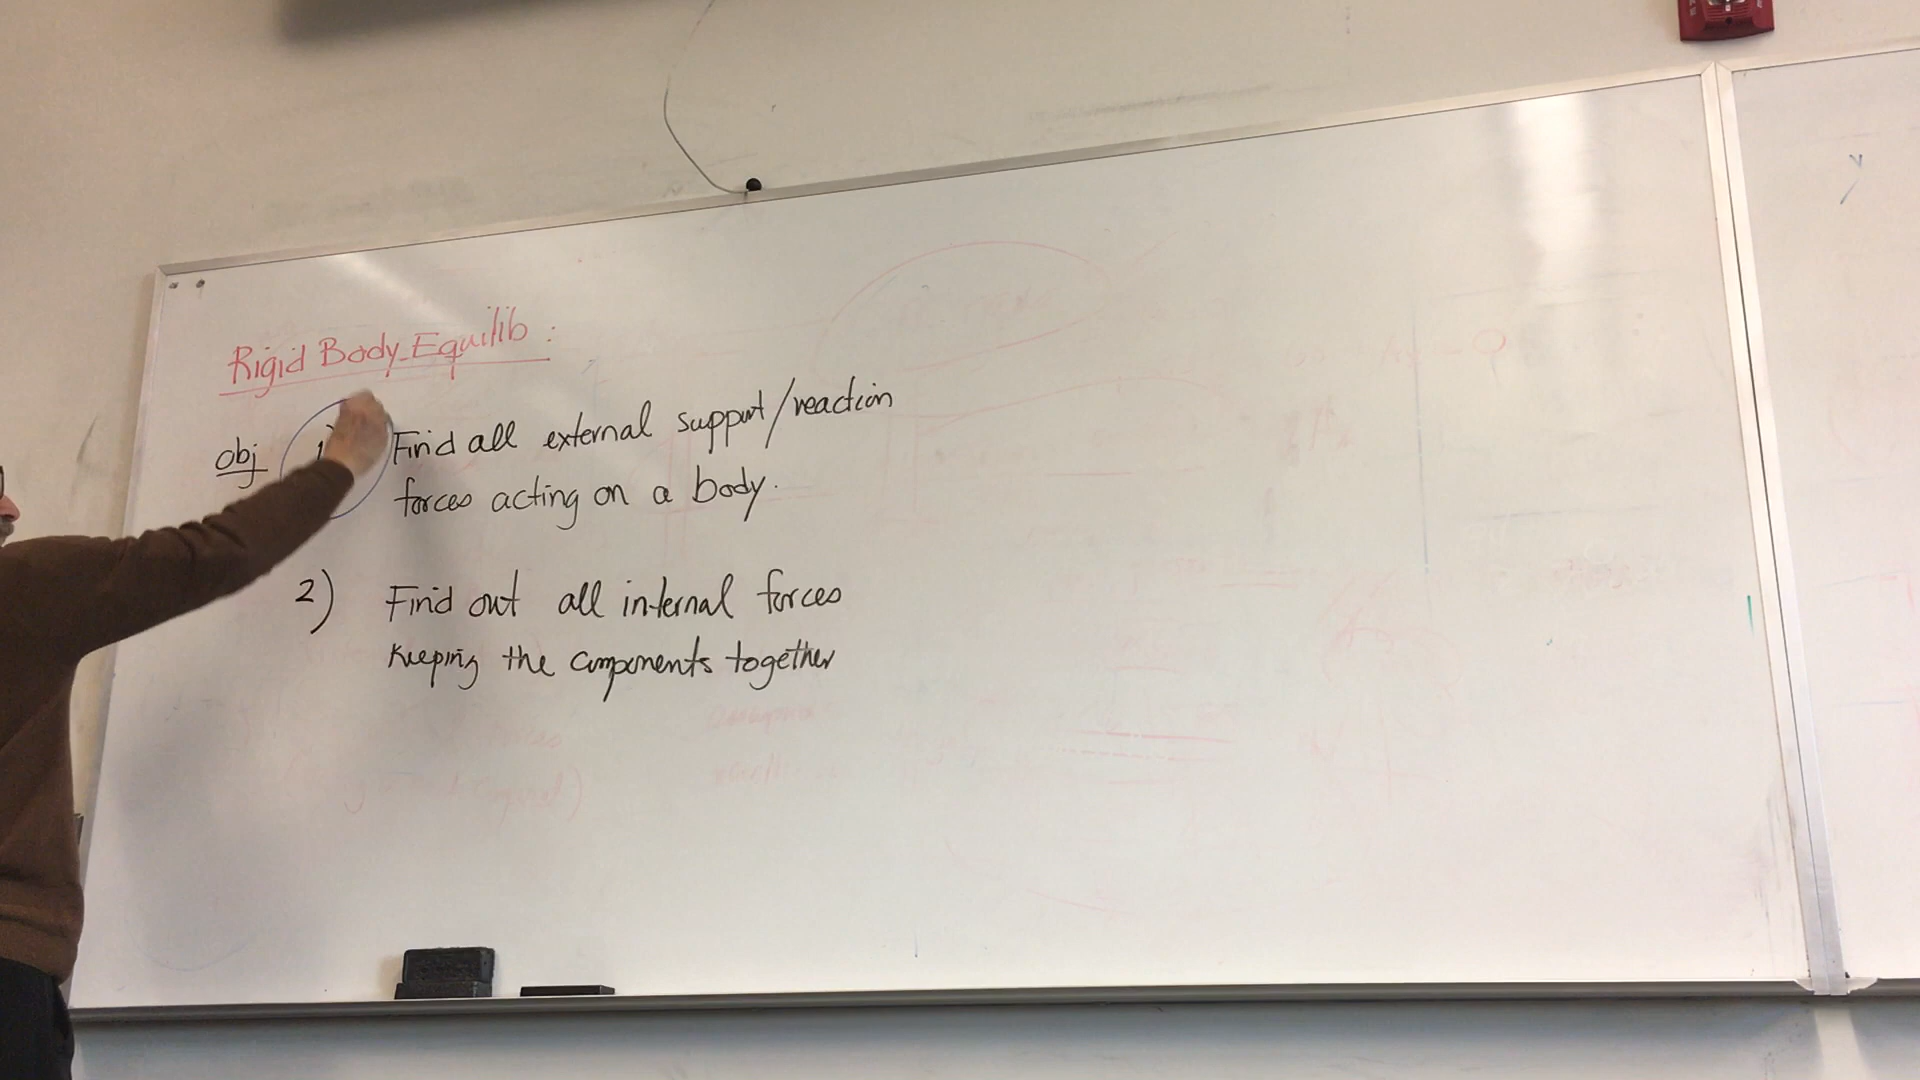 Rigid Body Equilib :
obj 1) Find all external support/reaction
forces acting on a body.
2) Find out all internal forces
Keeping the components together